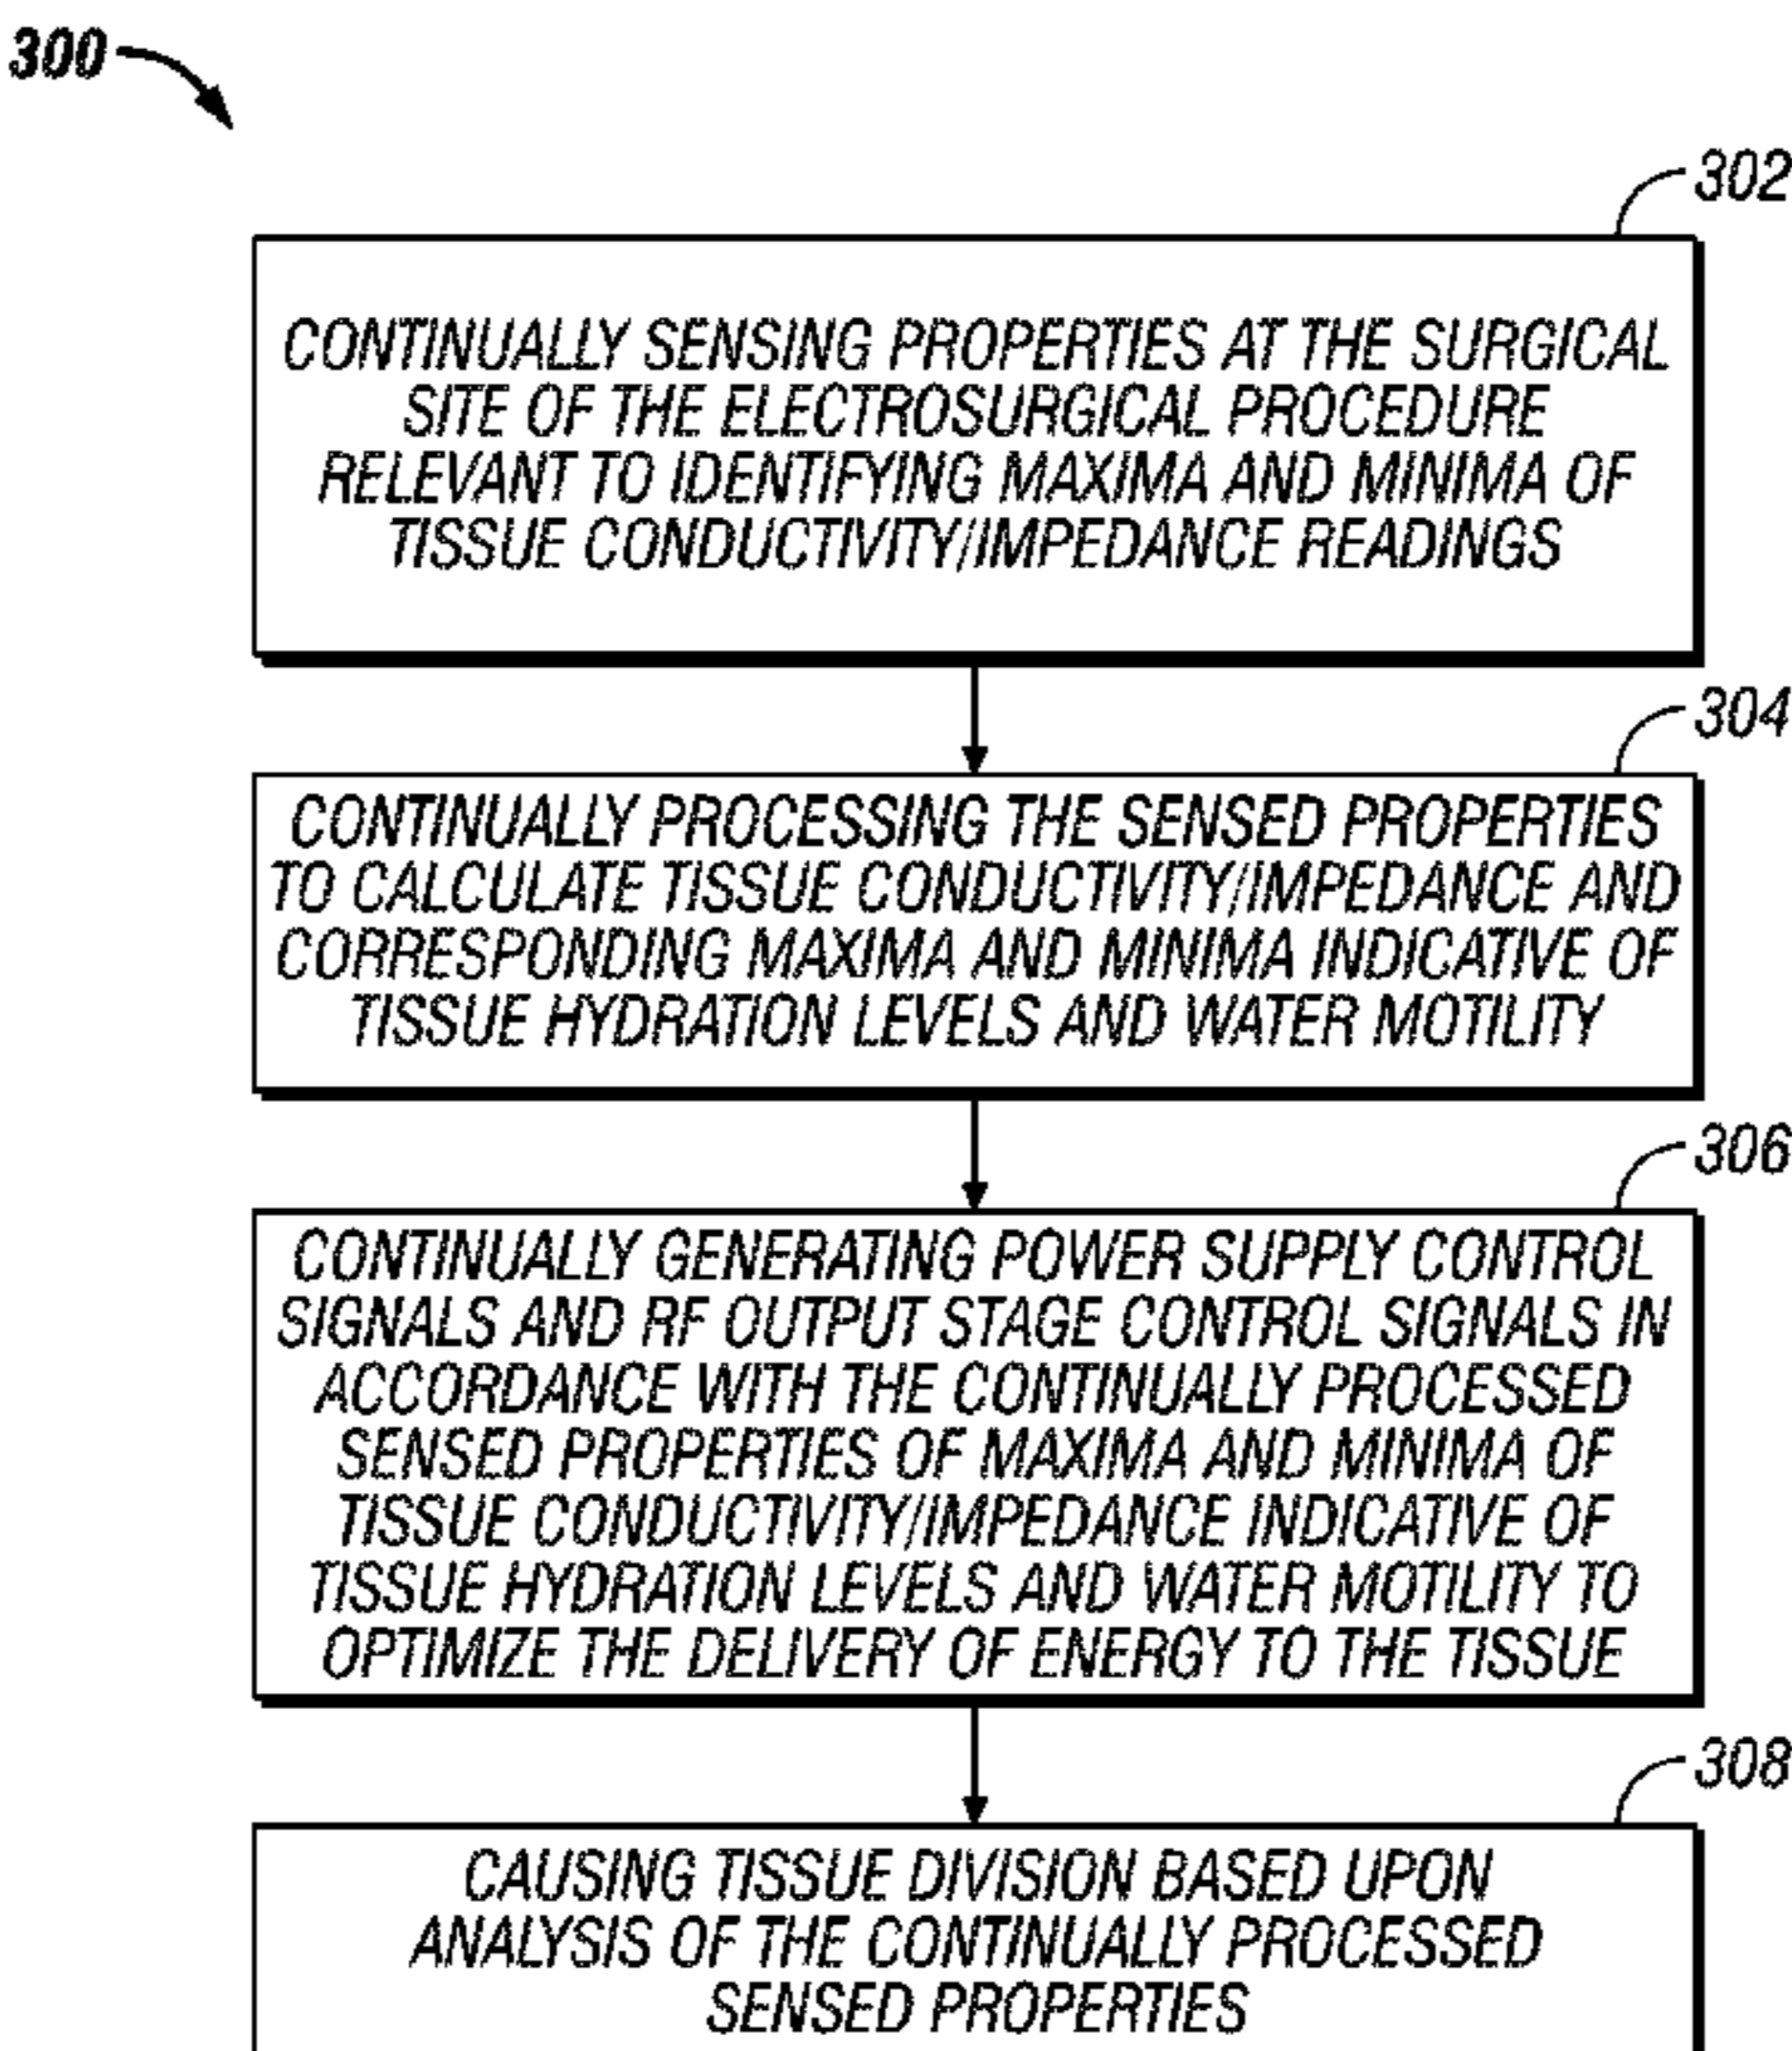 300
302
CONTINUALLY SENSING PROPERTIES AT THE SURGICAL
SITE OF THE ELECTROSURGICAL PROCEDURE
RELEVANT TO IDENTIFYING MAXIMA AND MINIMA OF
TISSUE CONDUCTIVITY/IMPEDANCE READINGS
304
CONTINUALLY PROCESSING THE SENSED PROPERTIES
TO CALCULATE TISSUE CONDUCTIVITY/IMPEDANCE AND
CORRESPONDING MAXIMA AND MINIMA INDICATIVE OF
TISSUE HYDRATION LEVELS AND WATER MOTILITY
306
CONTINUALLY GENERATING POWER SUPPLY CONTROL
SIGNALS AND RF OUTPUT STAGE CONTROL SIGNALS IN
ACCORDANCE WITH THE CONTINUALLY PROCESSED
SENSED PROPERTIES OF MAXIMA AND MINIMA OF
TISSUE CONDUCTIVITY/IMPEDANCE INDICATIVE OF
TISSUE HYDRATION LEVELS AND WATER MOTILITY TO
OPTIMIZE THE DELIVERY OF ENERGY TO THE TISSUE
308
CAUSING TISSUE DIVISION BASED UPON
ANALYSIS OF THE CONTINUALLY PROCESSED
SENSED PROPERTIES